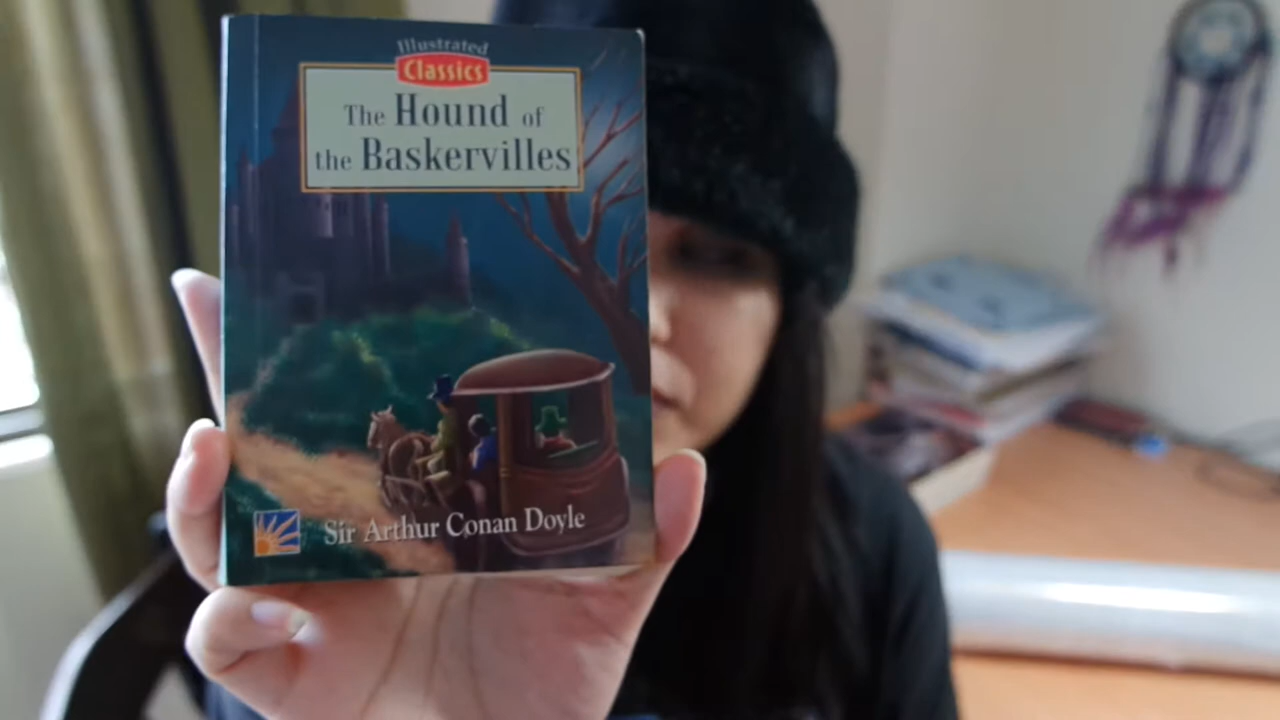 Illustrated
Classics
The Hound of
the Baskervilles
Sir Arthur Conan Doyle